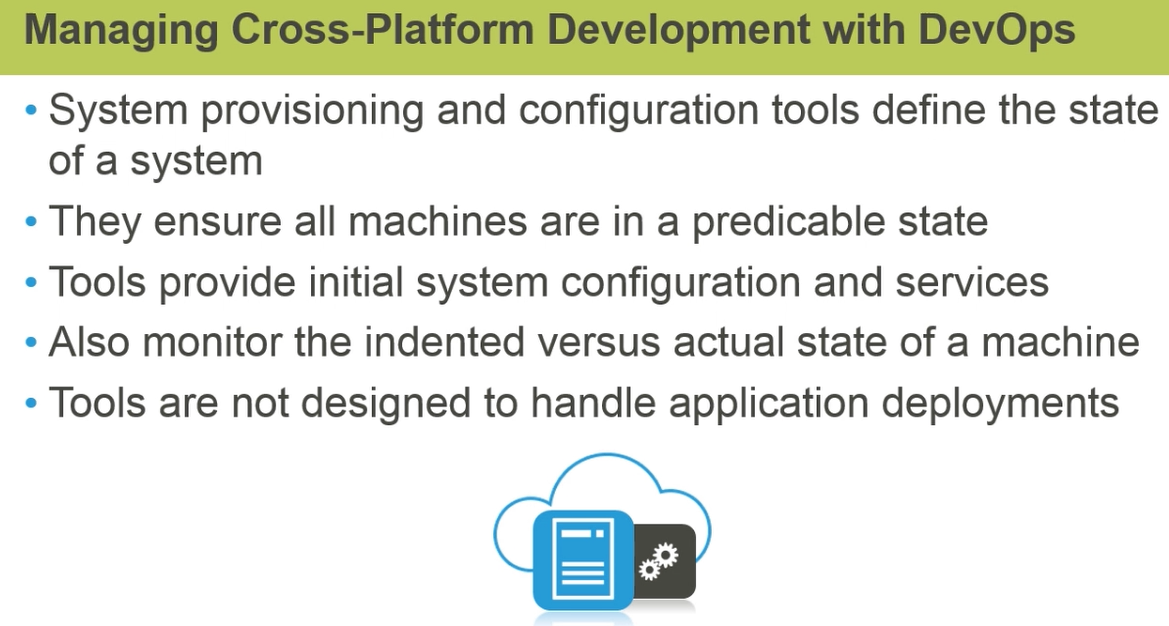 Managing Cross-Platform Development with DevOps
• System provisioning and configuration tools define the state
of a system
• They ensure all machines are in a predicable state
• Tools provide initial system configuration and services
• Also monitor the indented versus actual state of a machine
• Tools are not designed to handle application deployments